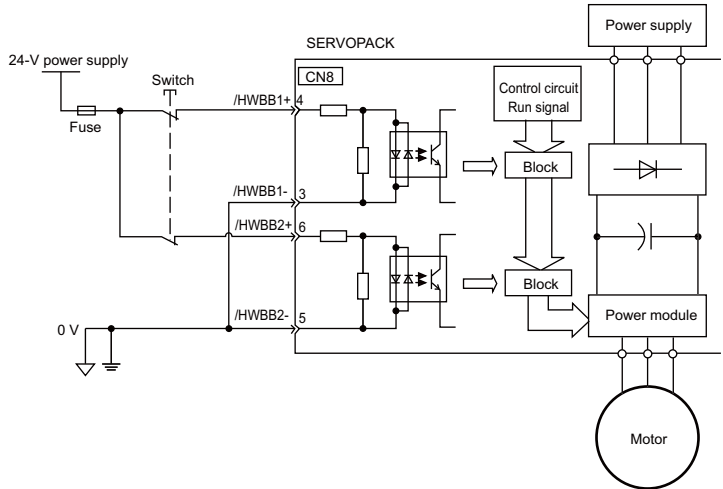 Power supply
SERVOPACK
24-V power supply
Switch
CN8
Control circuit
Run signal
/HWBB1+
4
Fuse
Block
/HWBB1-
3
/HWBB2+
6
Block
/HWBB2-
5
0 V
Power module
Motor